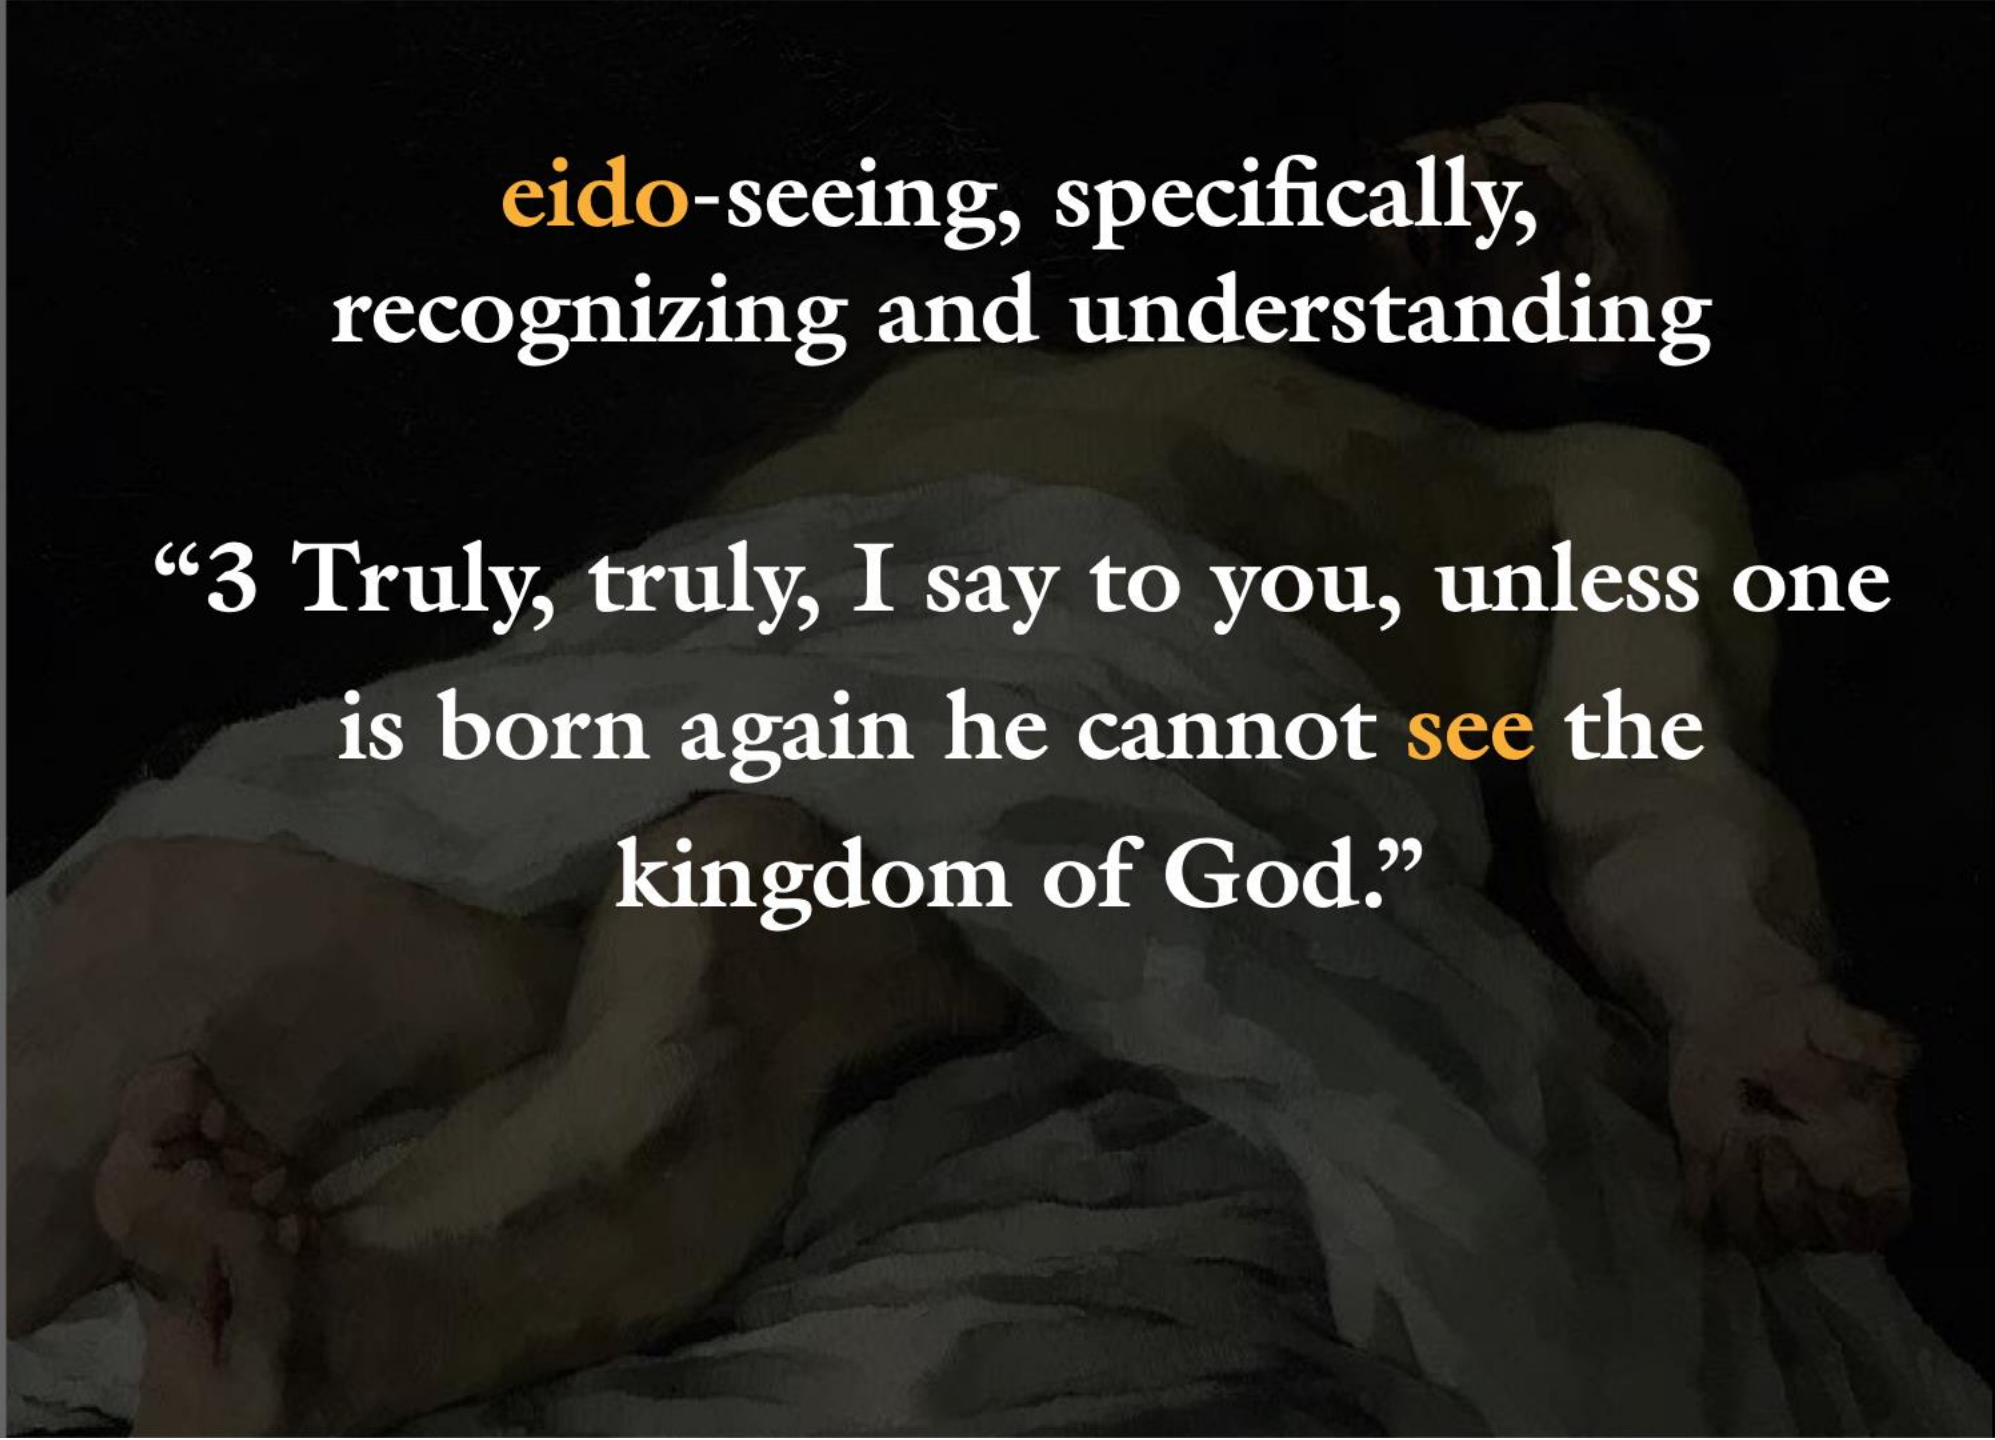 eido-seeing, specifically,
recognizing and understanding
“3 Truly, truly, I say to you, unless one
is born again he cannot see the
kingdom of God.”